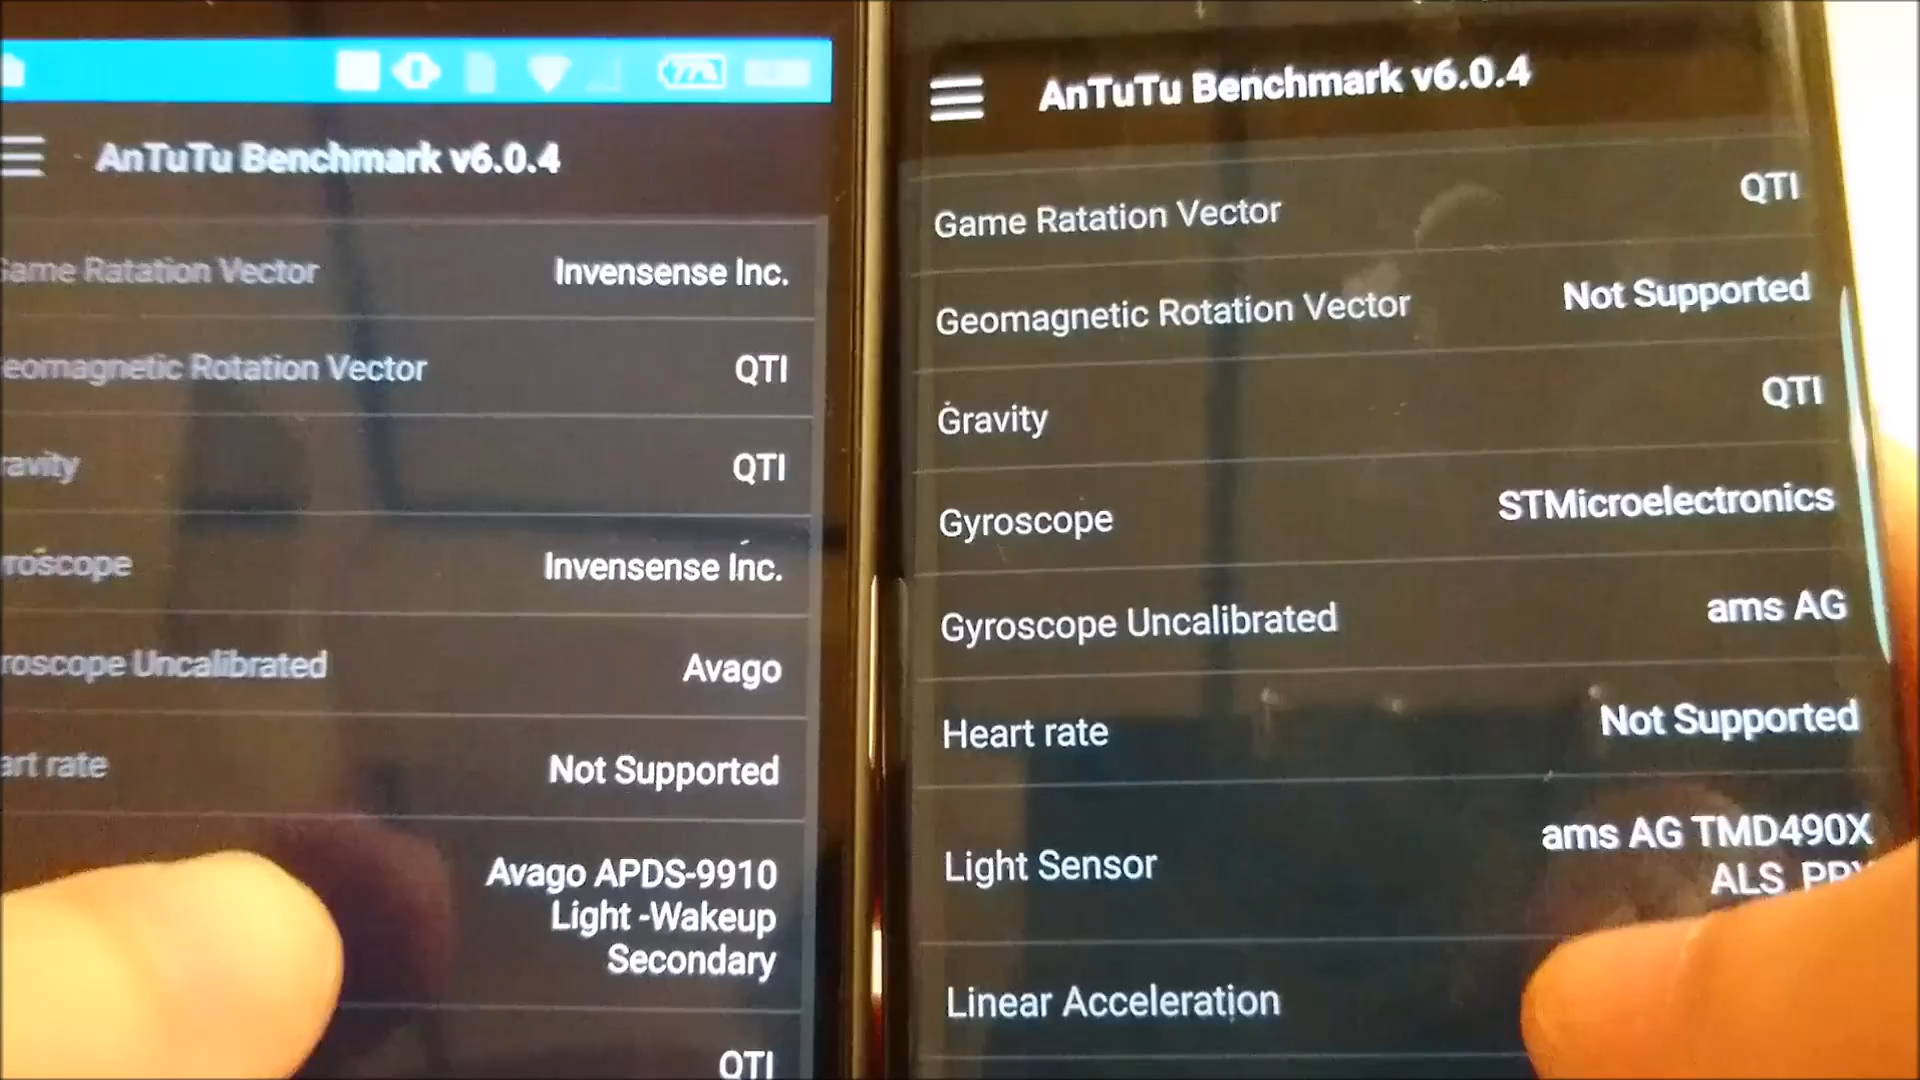 77%
AnTuTu Benchmark v6.0.4
Game Ratation Vector Invensense Inc.
eomagnetic Rotation Vector QTI
ravity QTI
roscope Invensense Inc.
roscope Uncalibrated Avago
art rate Not Supported
Avago APDS-9910
Light -Wakeup
Secondary
QTI
AnTuTu Benchmark v6.0.4
Game Ratation Vector QTI
Geomagnetic Rotation Vector Not Supported
Gravity QTI
Gyroscope STMicroelectronics
Gyroscope Uncalibrated ams AG
Heart rate Not Supported
Light Sensor ams AG TMD490X
ALS
Linear Acceleration